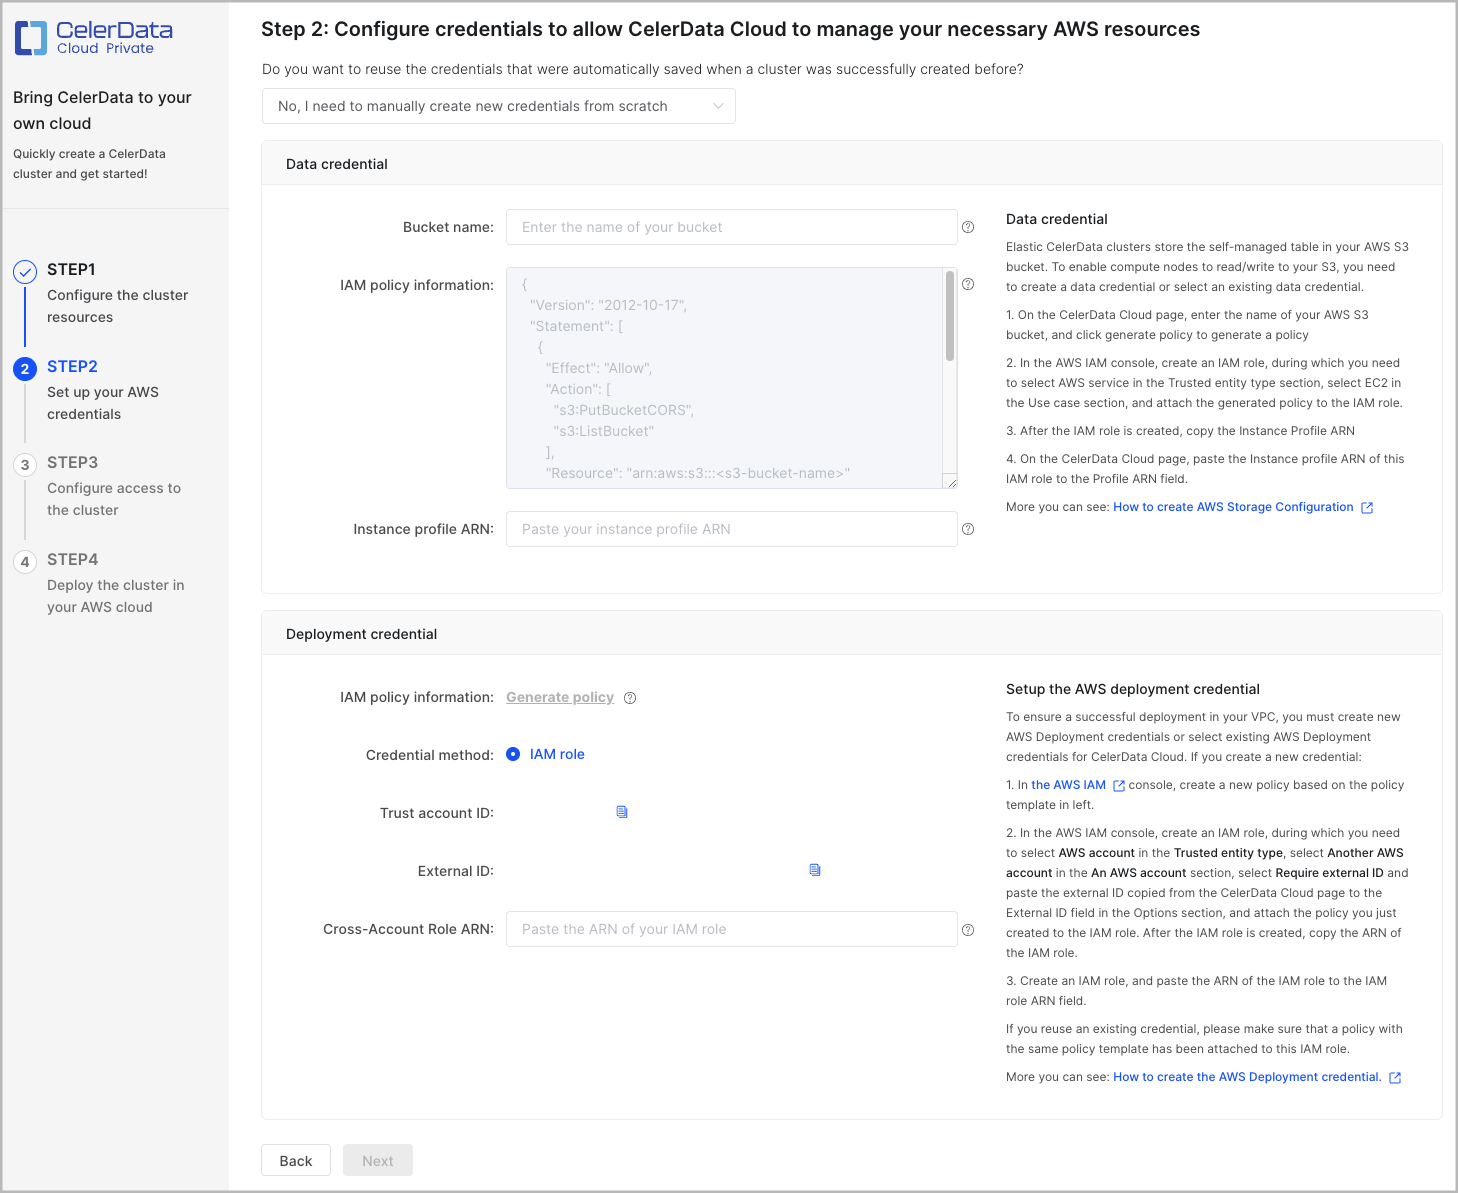 CelerData
Cloud Private
Bring CelerData to your
own cloud
Quickly create a CelerData
cluster and get started!
STEP1
Configure the cluster
resources
2
STEP2
Set up your AWS
credentials
3
STEP3
Configure access to
the cluster
4
STEP4
Deploy the cluster in
your AWS cloud
Step 2: Configure credentials to allow CelerData Cloud to manage your necessary AWS resources
Do you want to reuse the credentials that were automatically saved when a cluster was successfully created before?
No, I need to manually create new credentials from scratch
Data credential
Bucket name:
Enter the name of your bucket
?
IAM policy information:
{
"Version": "2012-10-17",
"Statement": [
{
"Effect": "Allow",
"Action": [
"s3:PutBucketCORS",
"s3:ListBucket"
],
"Resource": "arn:aws:s3:::<s3-bucket-name>"
?
Instance profile ARN:
Paste your instance profile ARN
?
Data credential
Elastic CelerData clusters store the self-managed table in your AWS S3
bucket. To enable compute nodes to read/write to your S3, you need
to create a data credential or select an existing data credential.
1. On the CelerData Cloud page, enter the name of your AWS S3
bucket, and click generate policy to generate a policy
2. In the AWS IAM console, create an IAM role, during which you need
to select AWS service in the Trusted entity type section, select EC2 in
the Use case section, and attach the generated policy to the IAM role.
3. After the IAM role is created, copy the Instance Profile ARN
4. On the CelerData Cloud page, paste the Instance profile ARN of this
IAM role to the Profile ARN field.
More you can see: How to create AWS Storage Configuration
Deployment credential
IAM policy information:
Generate policy
?
Credential method:
IAM role
Trust account ID:
External ID:
Cross-Account Role ARN:
Paste the ARN of your IAM role
?
Setup the AWS deployment credential
To ensure a successful deployment in your VPC, you must create new
AWS Deployment credentials or select existing AWS Deployment
credentials for CelerData Cloud. If you create a new credential:
1. In the AWS IAM console, create a new policy based on the policy
template in left.
2. In the AWS IAM console, create an IAM role, during which you need
to select AWS account in the Trusted entity type, select Another AWS
account in the An AWS account section, select Require external ID and
paste the external ID copied from the CelerData Cloud page to the
External ID field in the Options section, and attach the policy you just
created to the IAM role. After the IAM role is created, copy the ARN of
the IAM role.
3. Create an IAM role, and paste the ARN of the IAM role to the IAM
role ARN field.
If you reuse an existing credential, please make sure that a policy with
the same policy template has been attached to this IAM role.
More you can see: How to create the AWS Deployment credential.
Back
Next